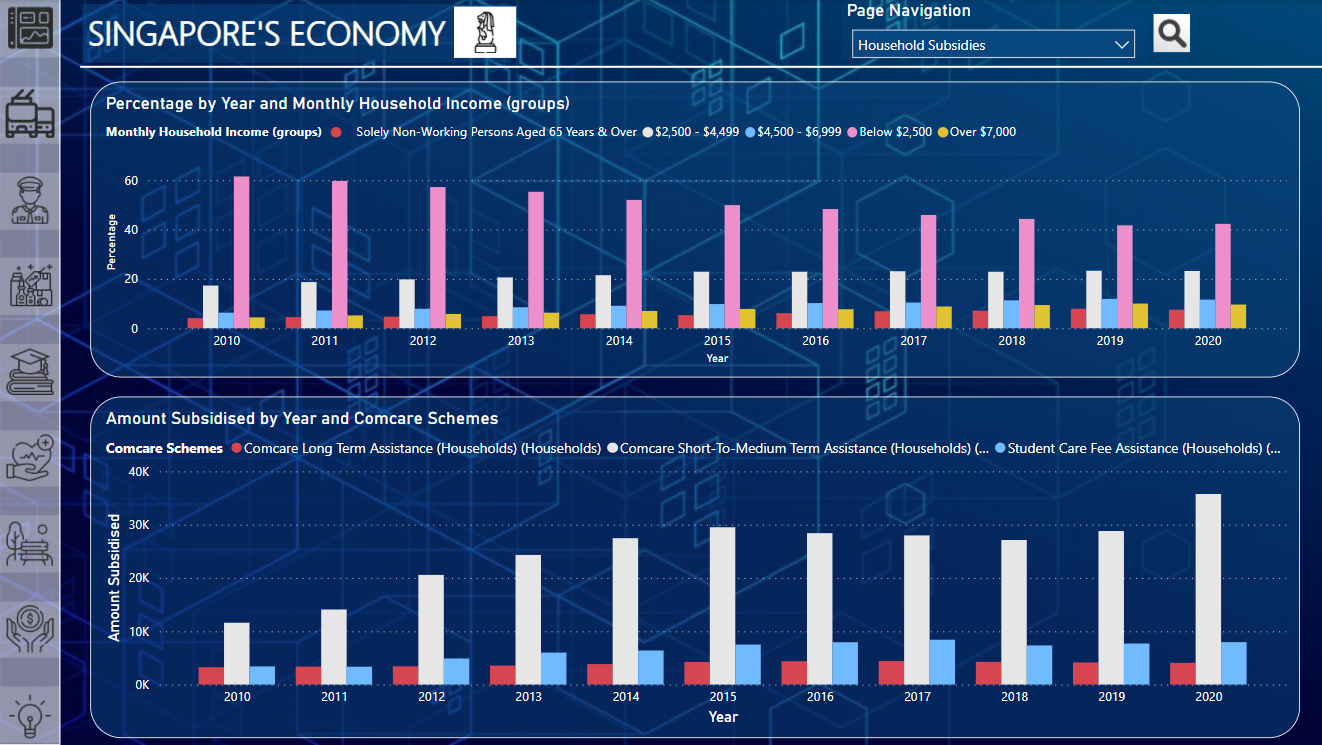 Page Navigation
SINGAPORE'S ECONOMY
Household Subsidies
Percentage by Year and Monthly Household Income (groups)
Monthly Household Income (groups) Solely Non-Working Persons Aged 65 Years & Over $2,500 - $4,499 $4,500 - $6,999 Below $2,500 Over $7,000
60
40
20
0
Percentage
2010 2011 2012 2013 2014 2015 2016 2017 2018 2019 2020
Year
Amount Subsidised by Year and Comcare Schemes
Comcare Schemes Comcare Long Term Assistance (Households) (Households) Comcare Short-To-Medium Term Assistance (Households) (... Student Care Fee Assistance (Households) (...
40K
30K
20K
10K
0K
Amount Subsidised
2010 2011 2012 2013 2014 2015 2016 2017 2018 2019 2020
Year